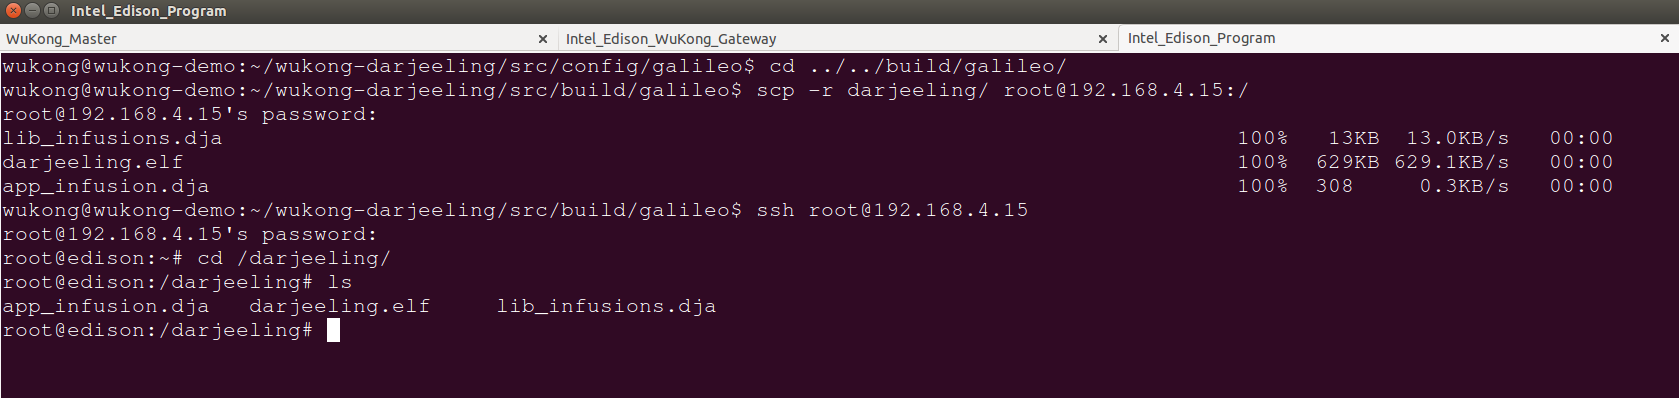 Intel_Edison_Program
WuKong_Master × Intel_Edison_WuKong_Gateway × Intel_Edison_Program ×
wukong@wukong-demo:~/wukong-darjeeling/src/config/galileo$ cd ../../build/galileo/
wukong@wukong-demo:~/wukong-darjeeling/src/build/galileo$ scp -r darjeeling/ root@192.168.4.15:/
root@192.168.4.15's password:
lib_infusions.dja 100% 13KB 13.0KB/s 00:00
darjeeling.elf 100% 629KB 629.1KB/s 00:00
app_infusion.dja 100% 308 0.3KB/s 00:00
wukong@wukong-demo:~/wukong-darjeeling/src/build/galileo$ ssh root@192.168.4.15
root@192.168.4.15's password:
root@edison:~# cd /darjeeling/
root@edison:/darjeeling# ls
app_infusion.dja darjeeling.elf lib_infusions.dja
root@edison:/darjeeling#